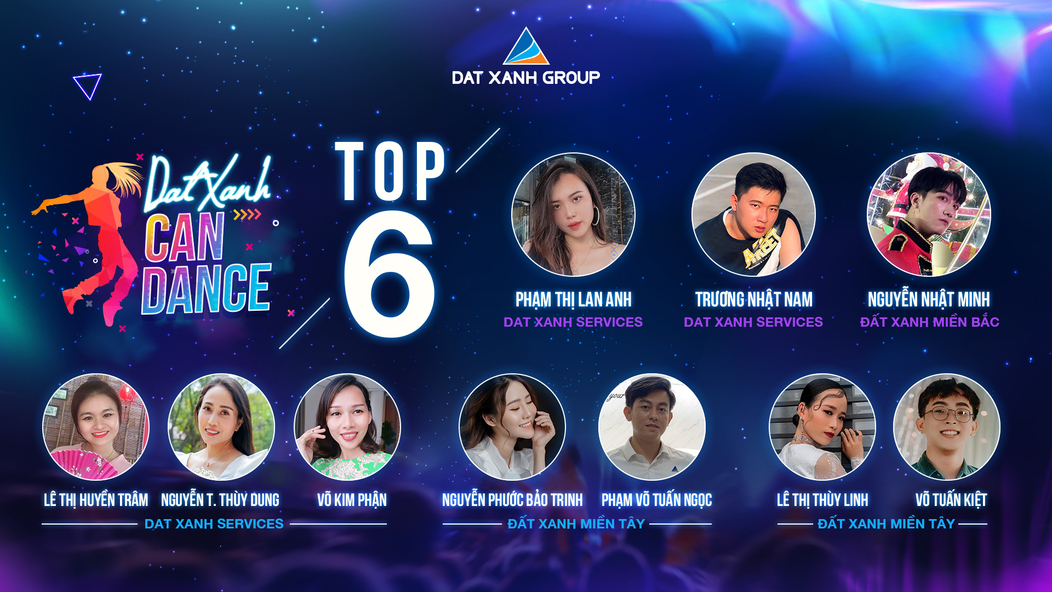 DAT XANH GROUP
Dat Xanh
CAN
DANCE
TOP
6
PHẠM THỊ LAN ANH
DAT XANH SERVICES
TRƯƠNG NHẬT NAM
DAT XANH SERVICES
NGUYỄN NHẬT MINH
ĐẤT XANH MIỀN BẮC
LÊ THỊ HUYỀN TRÂM
NGUYỄN T. THÙY DUNG
VÕ KIM PHẬN
DAT XANH SERVICES
NGUYỄN PHƯỚC BẢO TRINH
PHẠM VÕ TUẤN NGỌC
ĐẤT XANH MIỀN TÂY
LÊ THỊ THÙY LINH
VÕ TUẤN KIỆT
ĐẤT XANH MIỀN TÂY